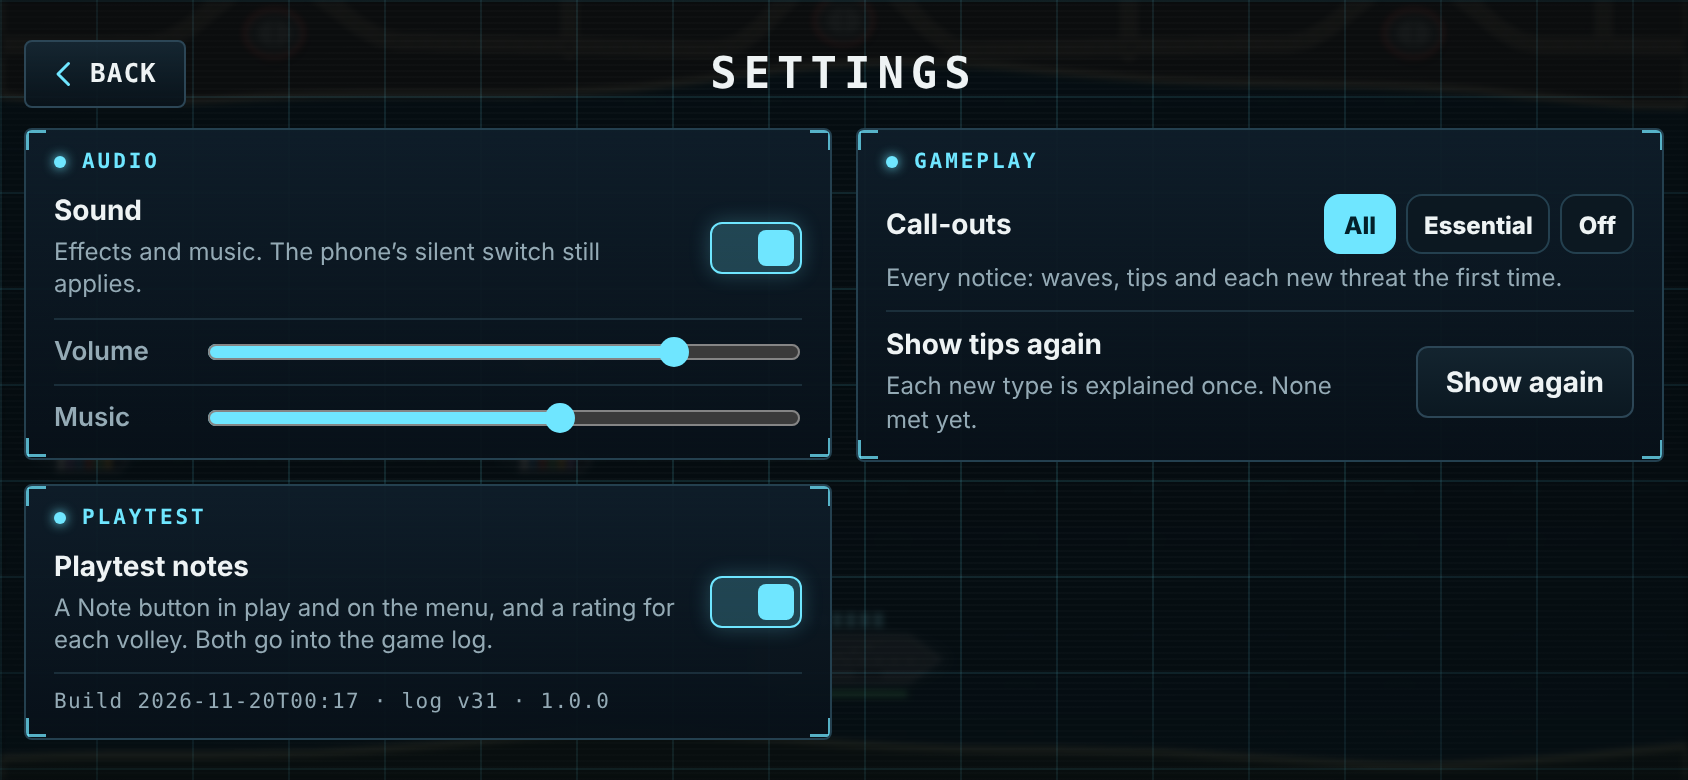 BACK
SETTINGS
AUDIO
Sound
Effects and music. The phone’s silent switch still
applies.
Volume
Music
GAMEPLAY
Call-outs
All
Essential
Off
Every notice: waves, tips and each new threat the first time.
Show tips again
Each new type is explained once. None
met yet.
Show again
PLAYTEST
Playtest notes
A Note button in play and on the menu, and a rating for
each volley. Both go into the game log.
Build 2026-11-20T00:17 · log v31 · 1.0.0